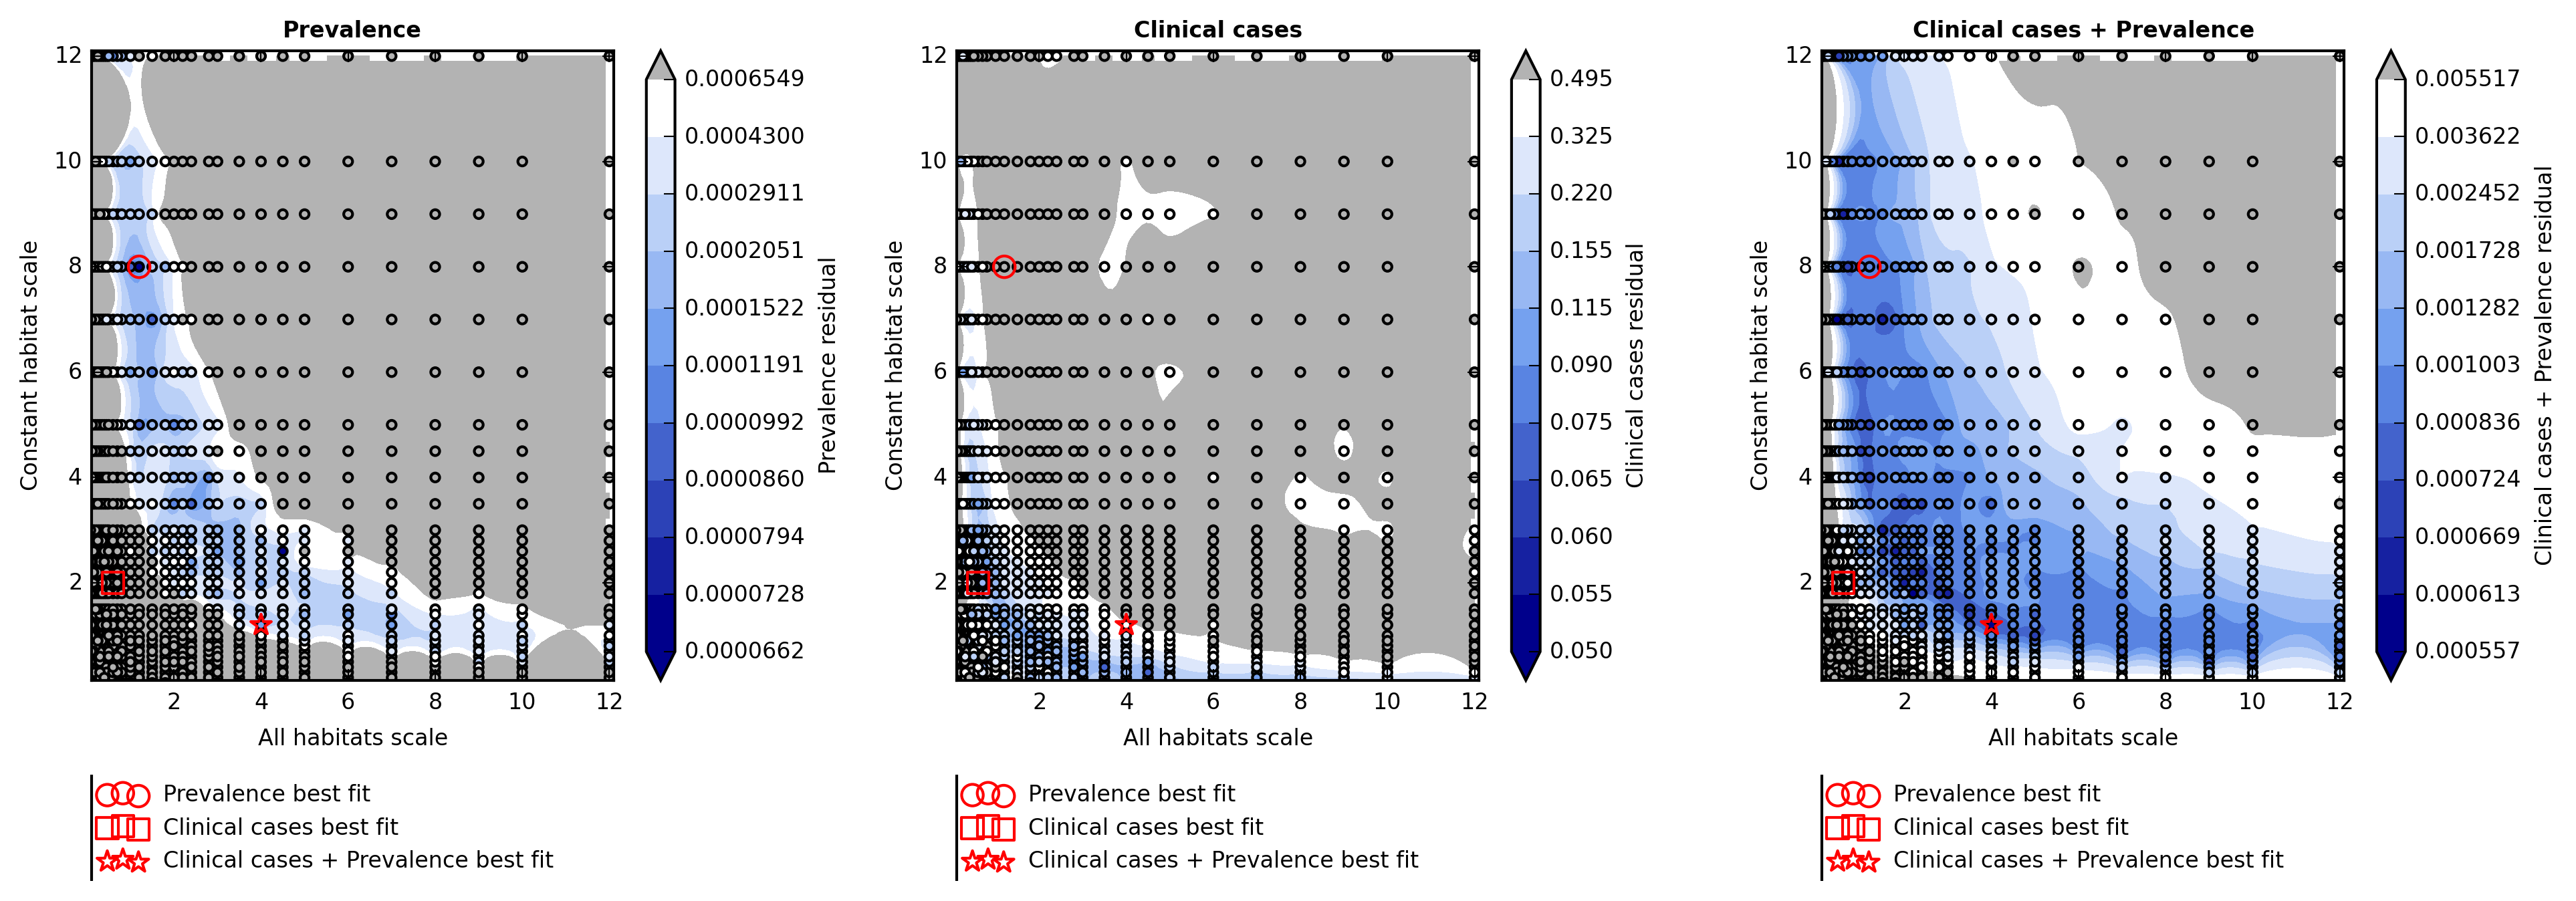 Prevalence
12
10
8
6
4
2
2 4 6 8 10 12
Constant habitat scale
All habitats scale
0.0006549
0.0004300
0.0002911
0.0002051
0.0001522
0.0001191
0.0000992
0.0000860
0.0000794
0.0000728
0.0000662
Prevalence residual
Prevalence best fit
Clinical cases best fit
Clinical cases + Prevalence best fit
Clinical cases
12
10
8
6
4
2
2 4 6 8 10 12
Constant habitat scale
All habitats scale
0.495
0.325
0.220
0.155
0.115
0.090
0.075
0.065
0.060
0.055
0.050
Clinical cases residual
Prevalence best fit
Clinical cases best fit
Clinical cases + Prevalence best fit
Clinical cases + Prevalence
12
10
8
6
4
2
2 4 6 8 10 12
Constant habitat scale
All habitats scale
0.005517
0.003622
0.002452
0.001728
0.001282
0.001003
0.000836
0.000724
0.000669
0.000613
0.000557
Clinical cases + Prevalence residual
Prevalence best fit
Clinical cases best fit
Clinical cases + Prevalence best fit